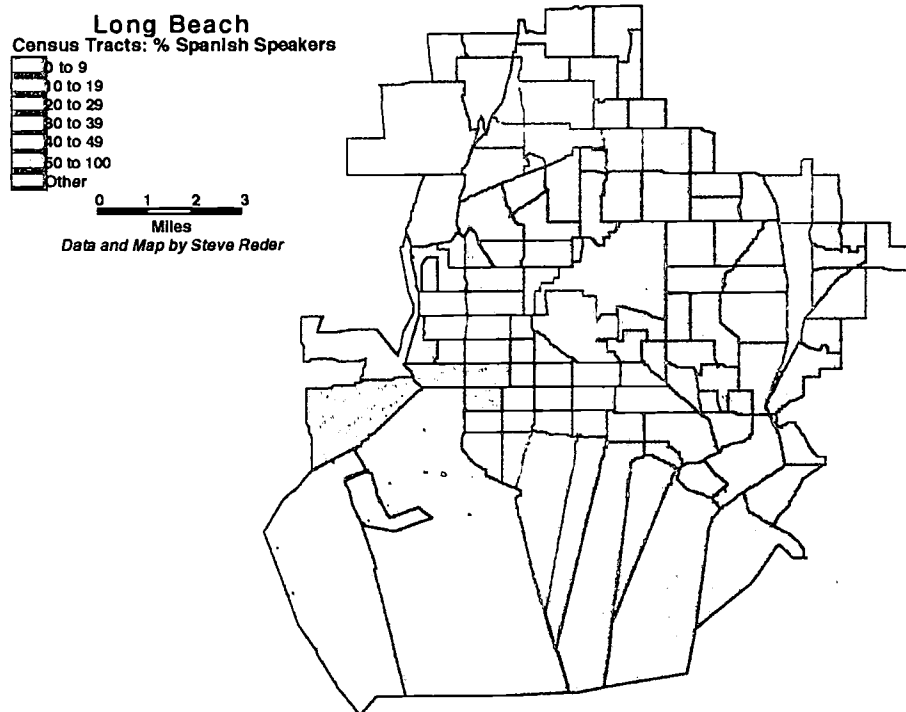 Long Beach
Census Tracts: % Spanish Speakers
0 to 9
10 to 19
20 to 29
30 to 39
40 to 49
50 to 100
Other
0 1 2 3
Miles
Data and Map by Steve Reder